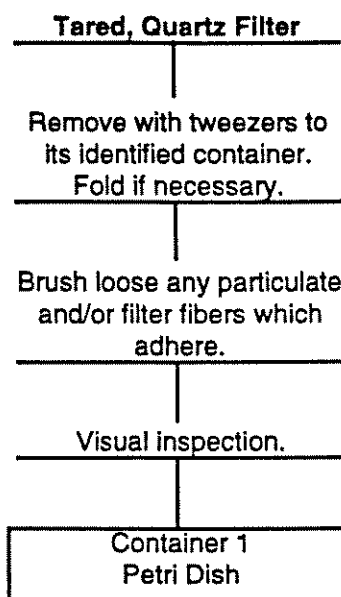 Tared, Quartz Filter
Remove with tweezers to
its identified container.
Fold if necessary.
Brush loose any particulate
and/or filter fibers which
adhere.
Visual inspection.
Container 1
Petri Dish